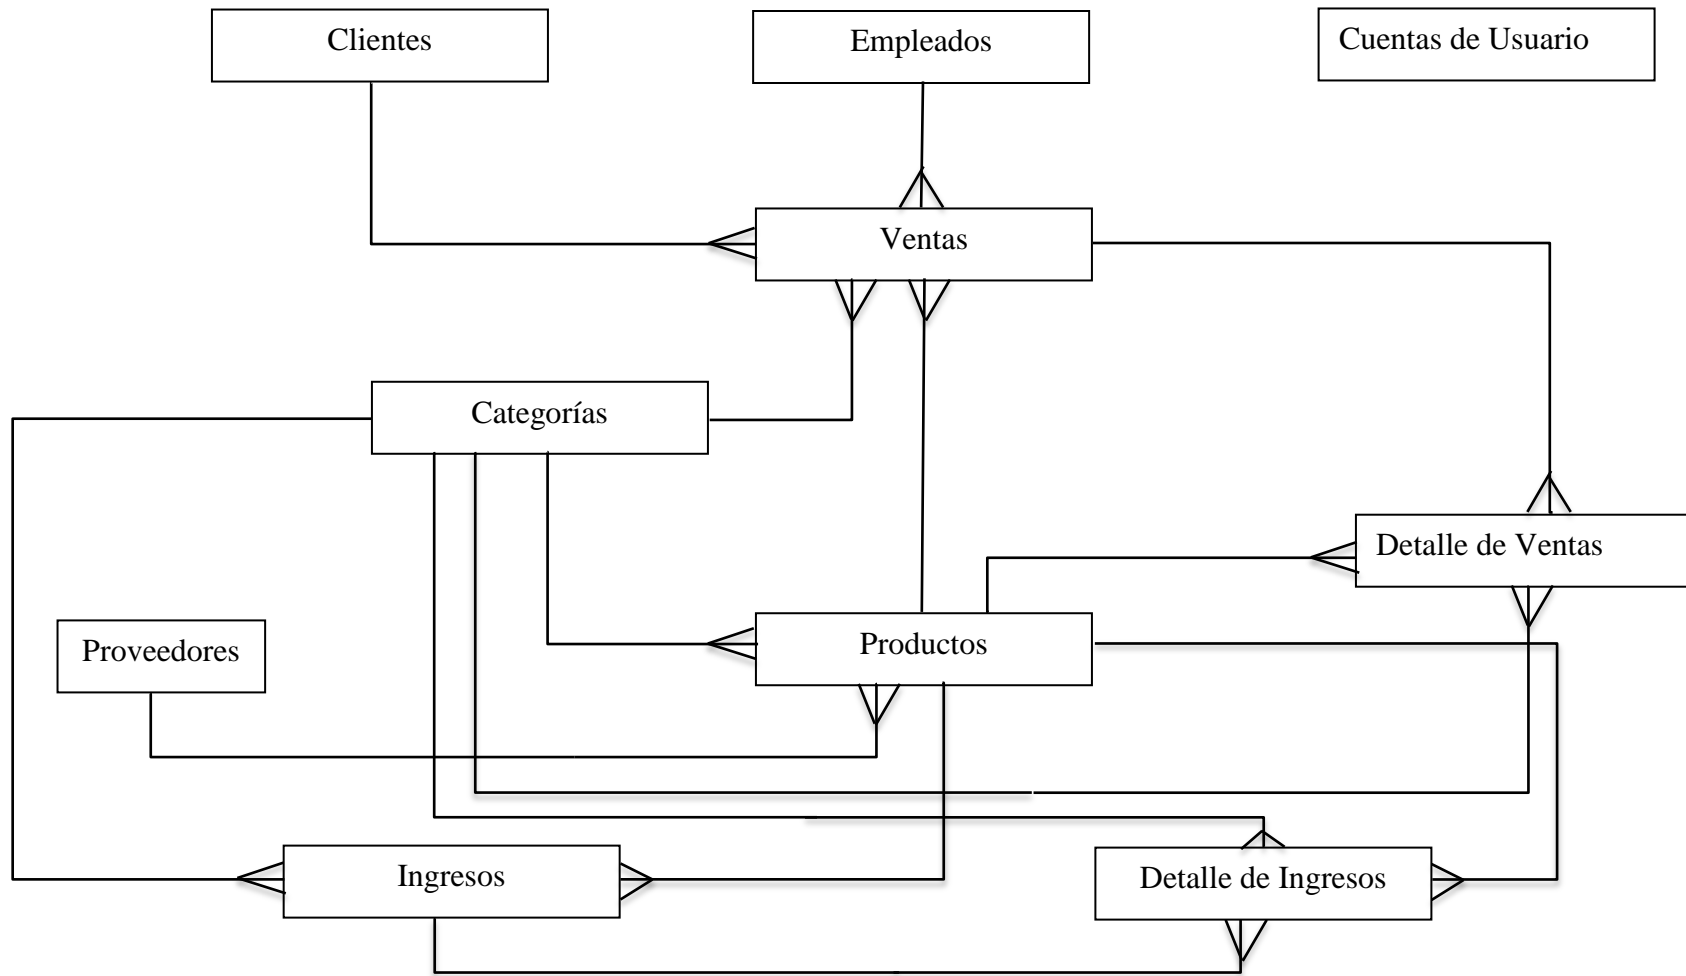 Clientes
Empleados
Cuentas de Usuario
Ventas
Categorías
Detalle de Ventas
Proveedores
Productos
Ingresos
Detalle de Ingresos